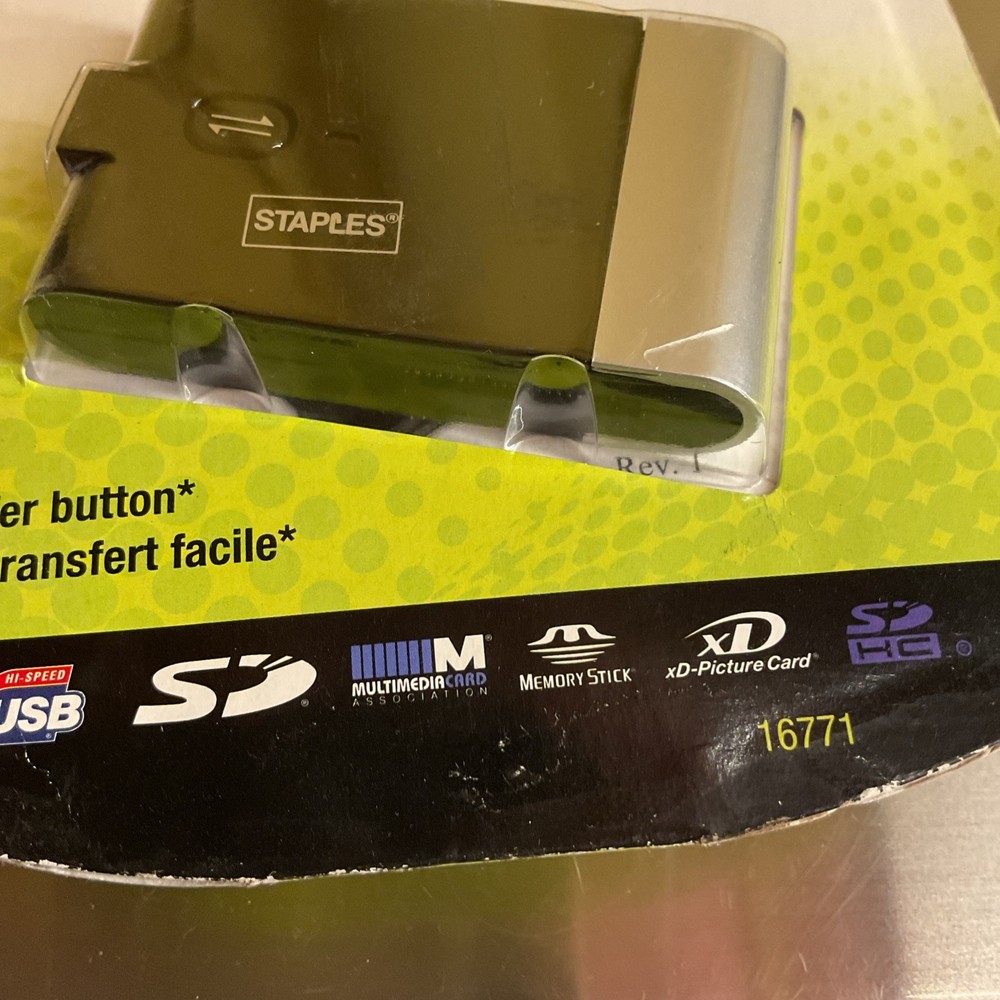 STAPLES®
Rev. 1
er button*
ransfert facile*
HI-SPEED
USB
SD
MULTIMEDIACARD
ASSOCIATION
MEMORY STICK
xD
xD-Picture Card
SD
HC
16771